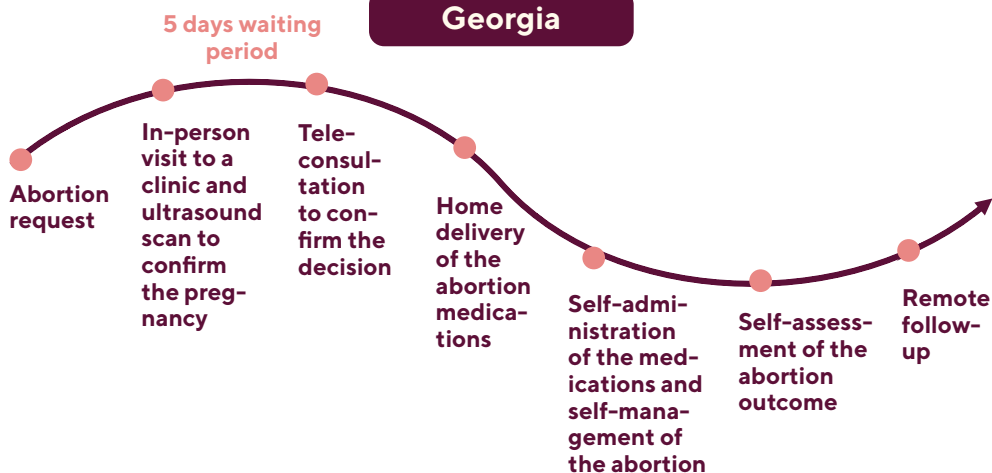 Georgia
5 days waiting
period
Abortion
request
In-person
visit to a
clinic and
ultrasound
scan to
confirm
the preg-
nancy
Tele-
consul-
tation
to con-
firm the
decision
Home
delivery
of the
abortion
medica-
tions
Self-admi-
nistration
of the med-
ications and
self-mana-
gement of
the abortion
Self-assess-
ment of the
abortion
outcome
Remote
follow-
up